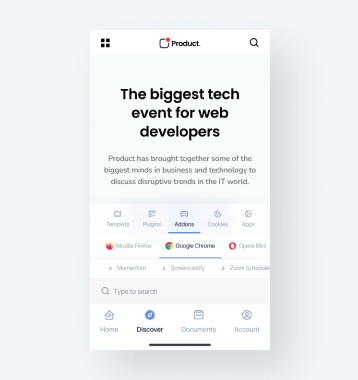 Product.
The biggest tech
event for web
developers
Product has brought together some of the
biggest minds in business and technology to
discuss disruptive trends in the IT world.
Templets Plugins Addons Cookies Apps
Mozilla Firefox Google Chrome Opera Mini
Momentum Screencastify Zoom Schedule
Type to search
Home Discover Documents Account